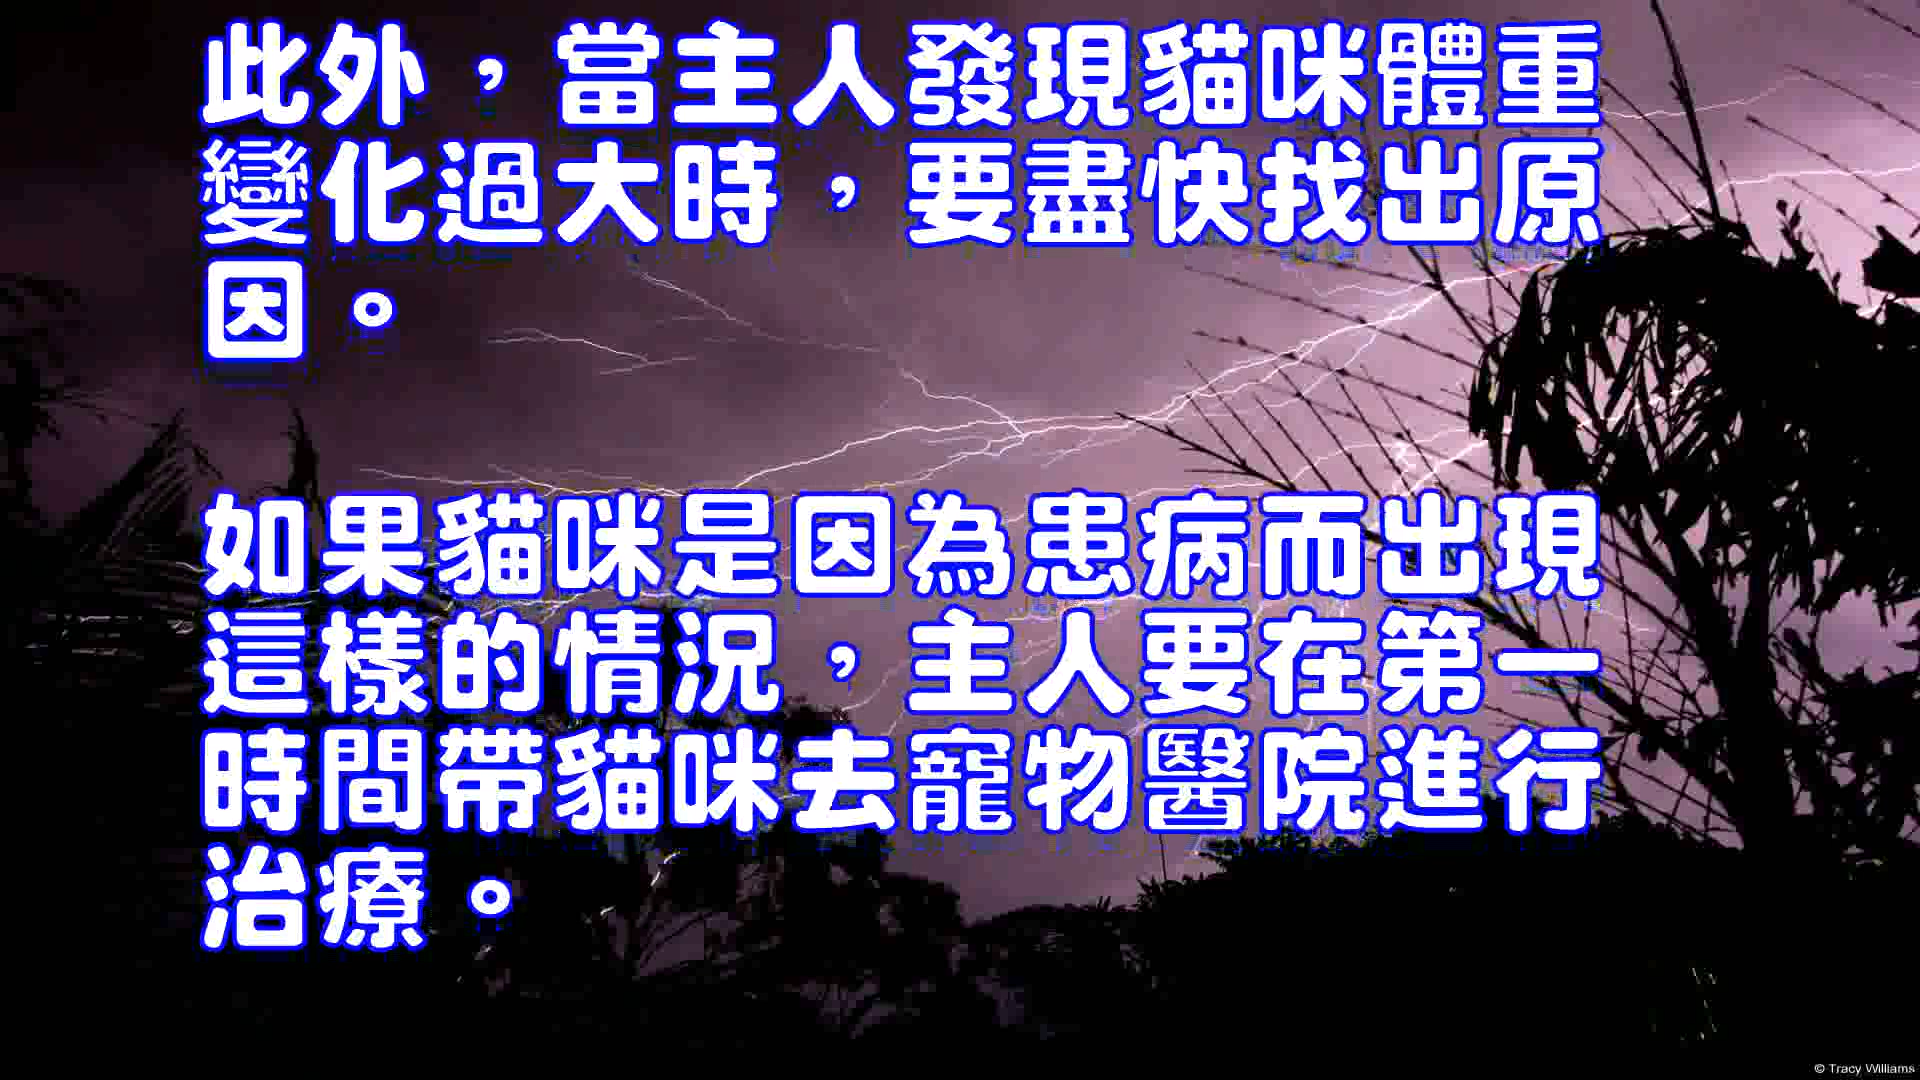 此外，當主人發現貓咪體重
變化過大時，要盡快找出原
因。
如果貓咪是因為患病而出現
這樣的情況，主人要在第一
時間帶貓咪去寵物醫院進行
治療。
© Tracy Williams